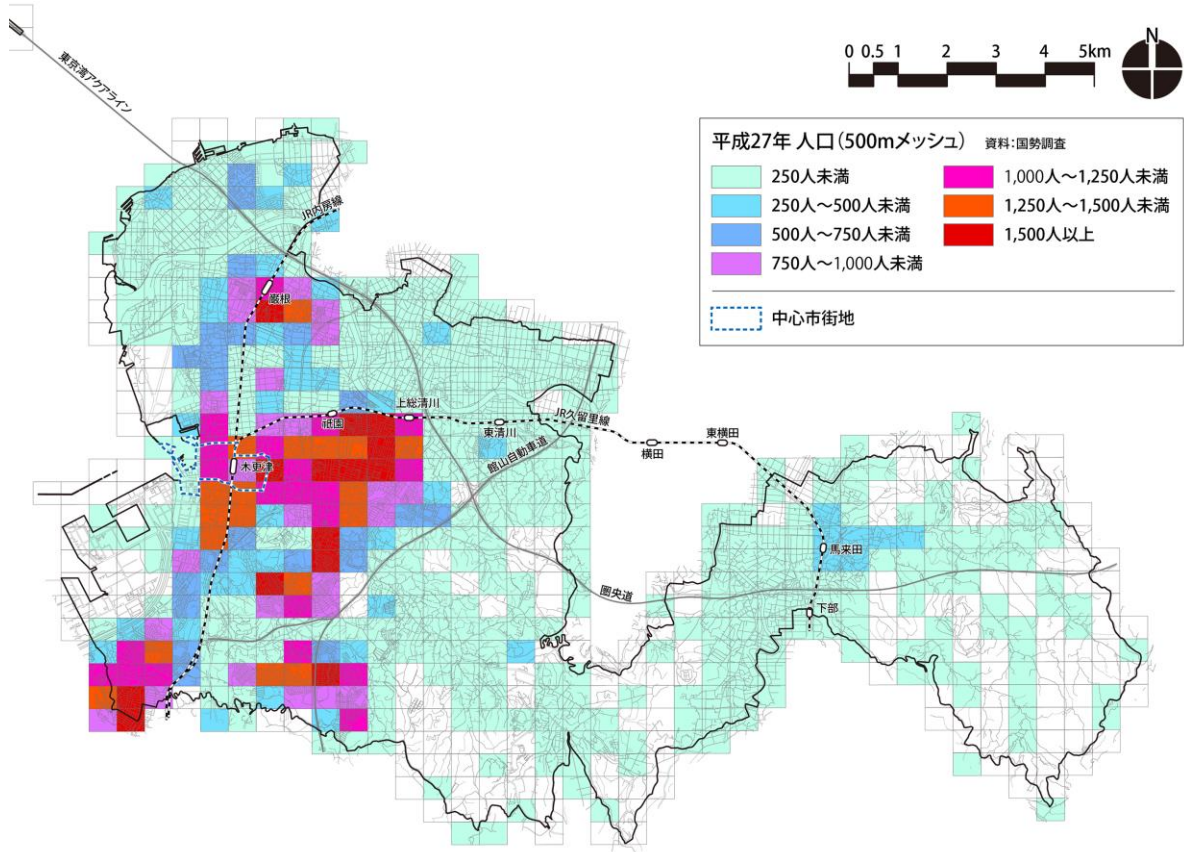 東京湾アクアライン
0 0.5 1 2 3 4 5km
N
平成27年 人口（500mメッシュ） 資料：国勢調査
250人未満
250人～500人未満
500人～750人未満
750人～1,000人未満
1,000人～1,250人未満
1,250人～1,500人未満
1,500人以上
中心市街地
JR内房線
巌根
祇園
上総清川
東清川
JR久留里線
横田
東横田
館山自動車道
木更津
馬来田
圏央道
下部